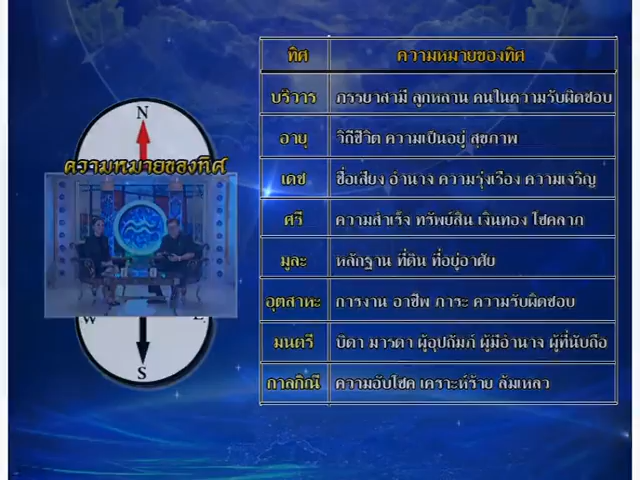 N
ความหมายของทิศ
W
E
S
ทิศ ความหมายของทิศ
บริวาร ภรรยาสามี ลูกหลาน คนในความรับผิดชอบ
อายุ วิถีชีวิต ความเป็นอยู่ สุขภาพ
เดช ชื่อเสียง อำนาจ ความรุ่งเรือง ความเจริญ
ศรี ความสำเร็จ ทรัพย์สิน เงินทอง โชคลาภ
มูละ หลักฐาน ที่ดิน ที่อยู่อาศัย
อุตสาหะ การงาน อาชีพ ภาระ ความรับผิดชอบ
มนตรี บิดา มารดา ผู้อุปถัมภ์ ผู้มีอำนาจ ผู้ที่นับถือ
กาลกิณี ความอับโชค เคราะห์ร้าย ล้มเหลว